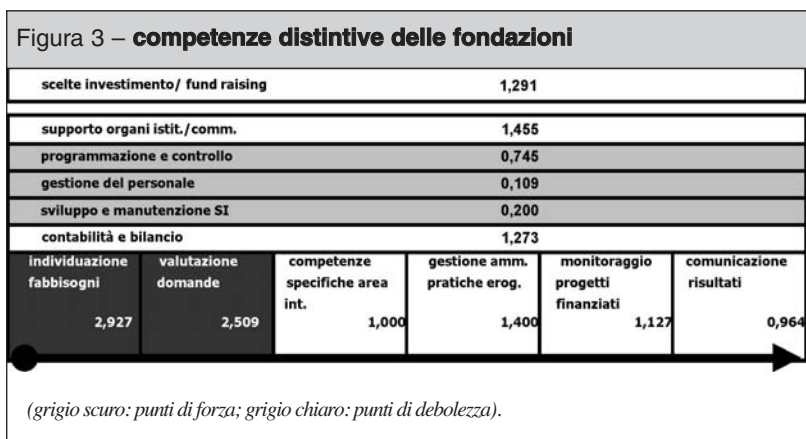 Figura 3 – competenze distintive delle fondazioni
scelte investimento/ fund raising 1,291
supporto organi istit./comm. 1,455
programmazione e controllo 0,745
gestione del personale 0,109
sviluppo e manutenzione SI 0,200
contabilità e bilancio 1,273
individuazione fabbisogni 2,927
valutazione domande 2,509
competenze specifiche area int. 1,000
gestione amm. pratiche erog. 1,400
monitoraggio progetti finanziati 1,127
comunicazione risultati 0,964
(grigio scuro: punti di forza; grigio chiaro: punti di debolezza).